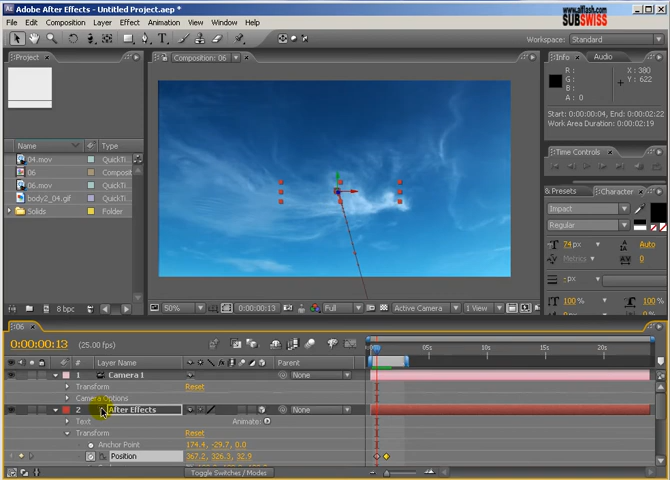 Adobe After Effects - Untitled Project.aep *
www.alflash.com
SUBSWISS
File Edit Composition Layer Effect Animation View Window Help
Workspace: Standard
Project
Composition: 06
Info Audio
R :
G :
B :
A : 0
X : 380
Y : 622
Start: 0:00:00:04, End: 0:00:02:22
Work Area Duration: 0:00:02:19
Time Controls
Name Type
04.mov QuickTi
06 Compos
06.mov QuickTi
body2_04.gif QuickTi
Solids Folder
& Presets Character
Impact
Regular
74 px Auto
Metrics 0
- px
100 % 100 %
8 bpc
50% 0:00:00:13 Full Active Camera 1 View
06
0:00:00:13 (25.00 fps)
05s 10s 15s 20s
# Layer Name Parent
1 Camera 1 None
Transform Reset
Camera Options
2 After Effects None
Text Animate:
Transform Reset
Anchor Point 174.4, -29.7, 0.0
Position 367.2, 326.3, 32.9
Toggle Switches / Modes